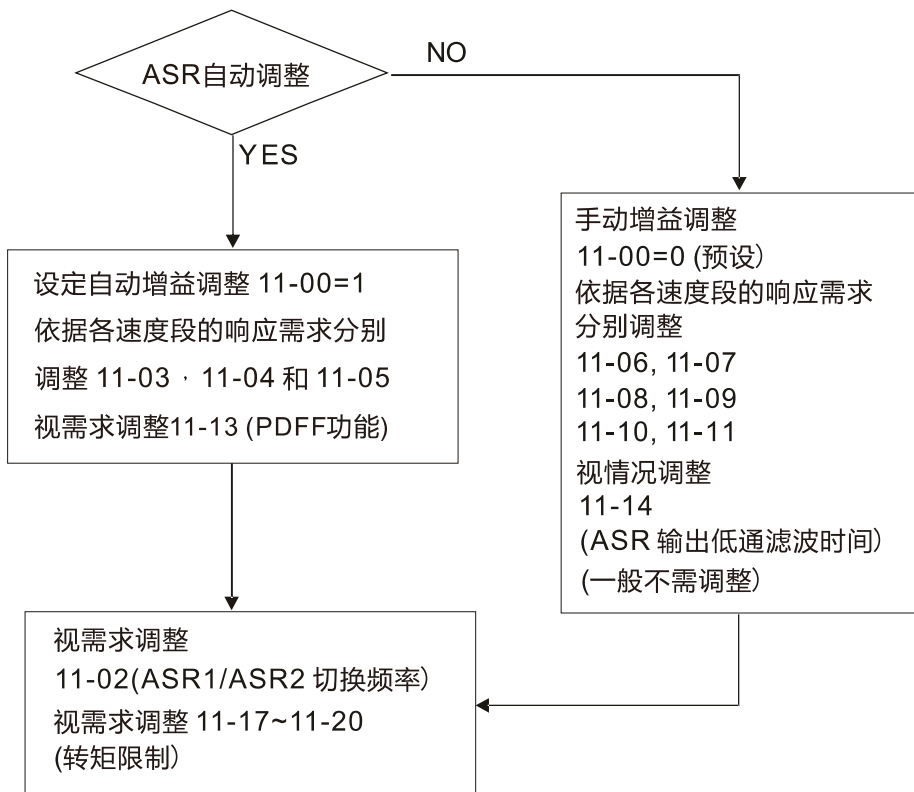 ASR自动调整
NO
YES
设定自动增益调整 11-00=1
依据各速度段的响应需求分别
调整 11-03，11-04 和 11-05
视需求调整11-13 (PDFF功能)
手动增益调整
11-00=0 (预设)
依据各速度段的响应需求
分别调整
11-06, 11-07
11-08, 11-09
11-10, 11-11
视情况调整
11-14
(ASR 输出低通滤波时间)
(一般不需调整)
视需求调整
11-02(ASR1/ASR2 切换频率)
视需求调整 11-17~11-20
(转矩限制)